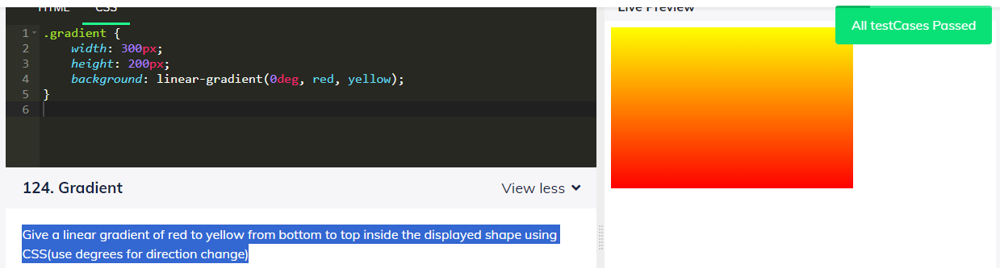 HTML CSS
1 .gradient {
2 width: 300px;
3 height: 200px;
4 background: linear-gradient(0deg, red, yellow);
5 }
6
124. Gradient
View less
Give a linear gradient of red to yellow from bottom to top inside the displayed shape using
CSS(use degrees for direction change)
Live Preview
All testCases Passed